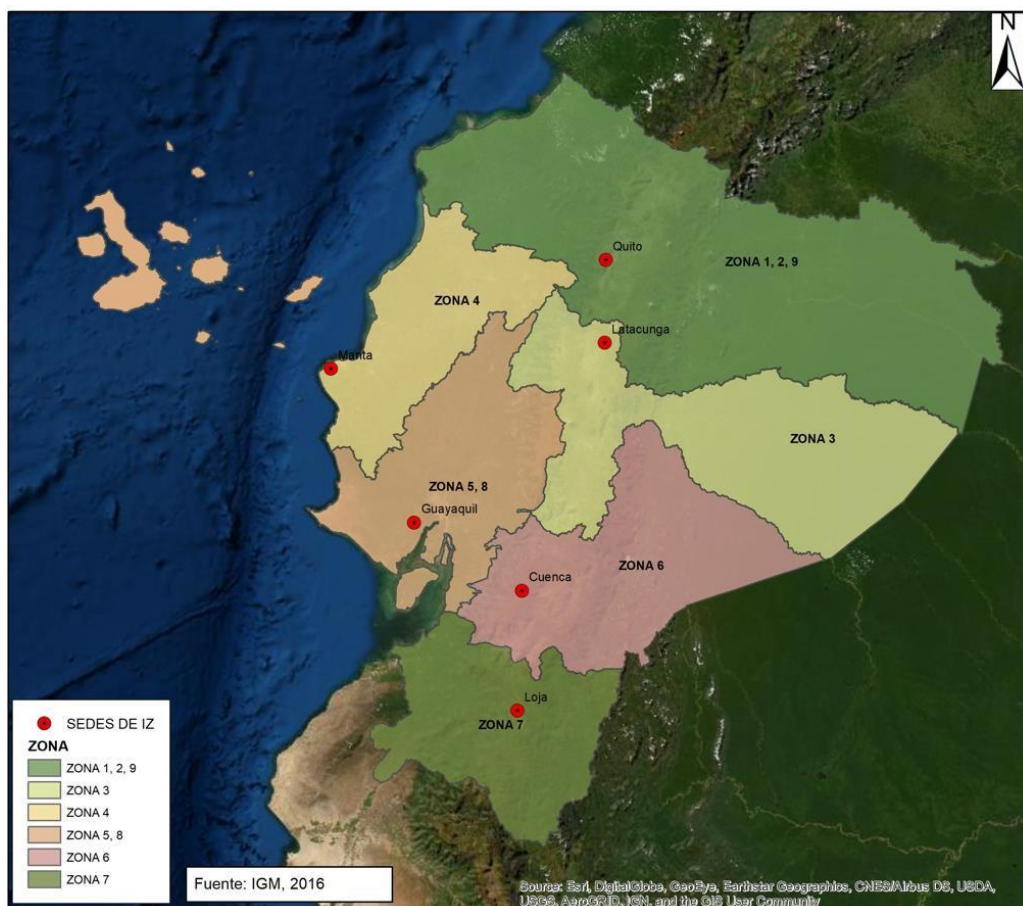 N
Quito
ZONA 1, 2, 9
ZONA 4
Latacunga
Manta
ZONA 3
ZONA 5, 8
Guayaquil
ZONA 6
Cuenca
Loja
ZONA 7
SEDES DE IZ
ZONA
ZONA 1, 2, 9
ZONA 3
ZONA 4
ZONA 5, 8
ZONA 6
ZONA 7
Fuente: IGM, 2016
Source: Esri, DigitalGlobe, GeoEye, Earthstar Geographics, CNES/Airbus DS, USDA,
USGS, AeroGRID, IGN, and the GIS User Community